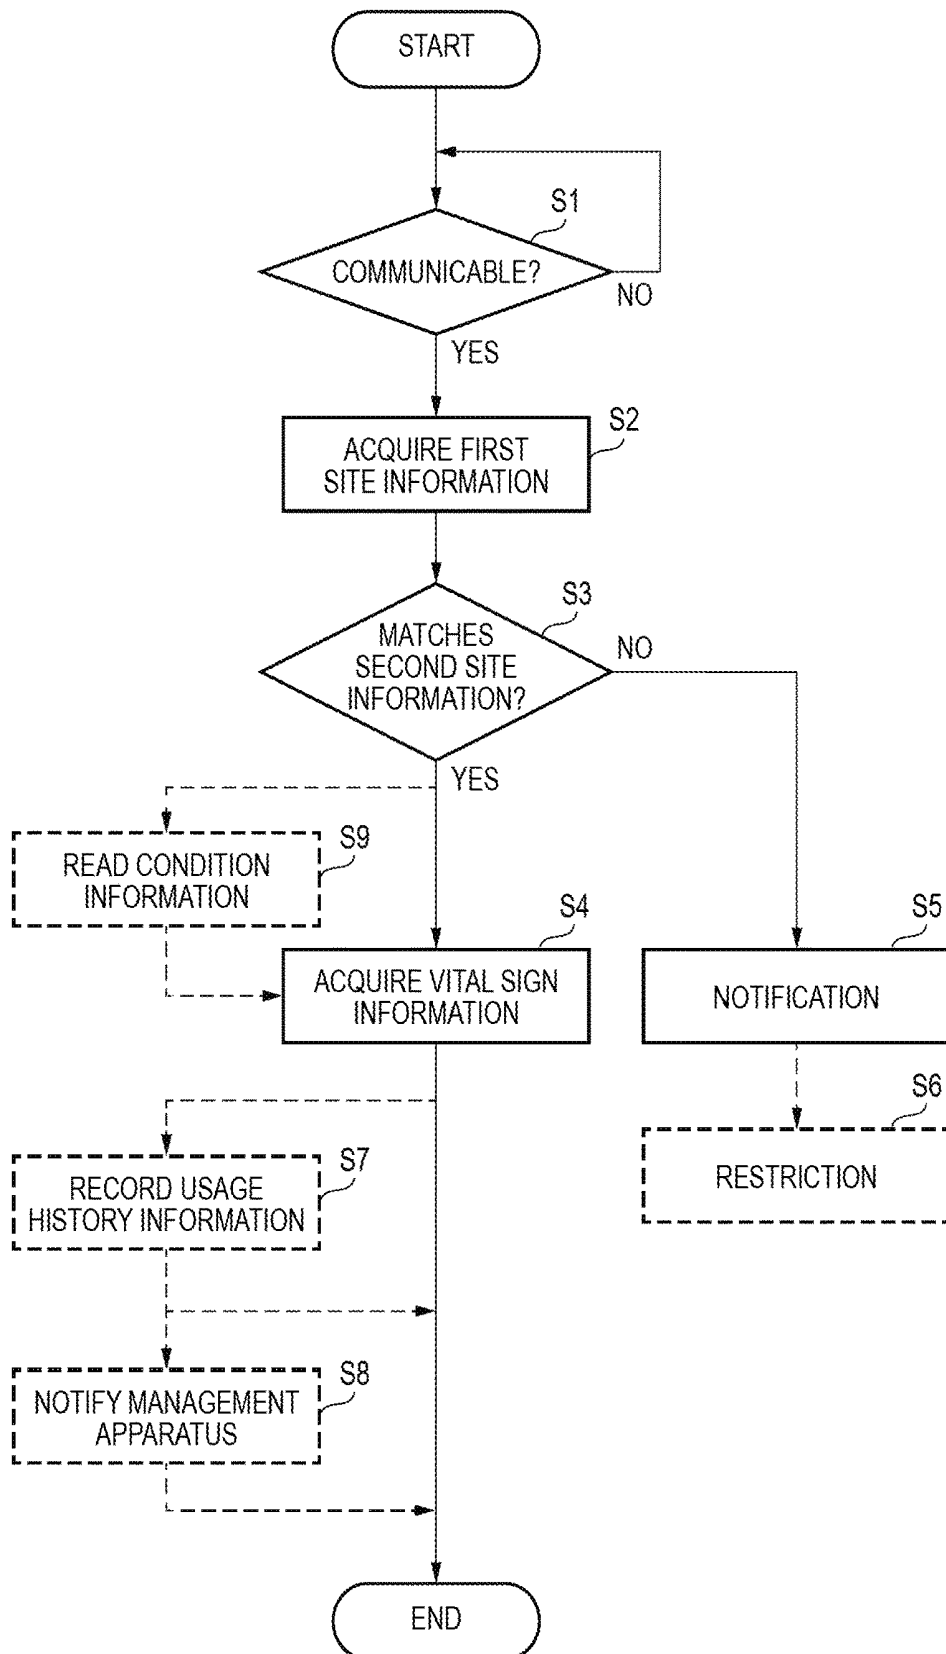 START
S1
COMMUNICABLE?
NO
YES
S2
ACQUIRE FIRST
SITE INFORMATION
S3
MATCHES
SECOND SITE
INFORMATION?
NO
YES
S9
READ CONDITION
INFORMATION
S4
ACQUIRE VITAL SIGN
INFORMATION
S5
NOTIFICATION
S6
RESTRICTION
S7
RECORD USAGE
HISTORY INFORMATION
S8
NOTIFY MANAGEMENT
APPARATUS
END